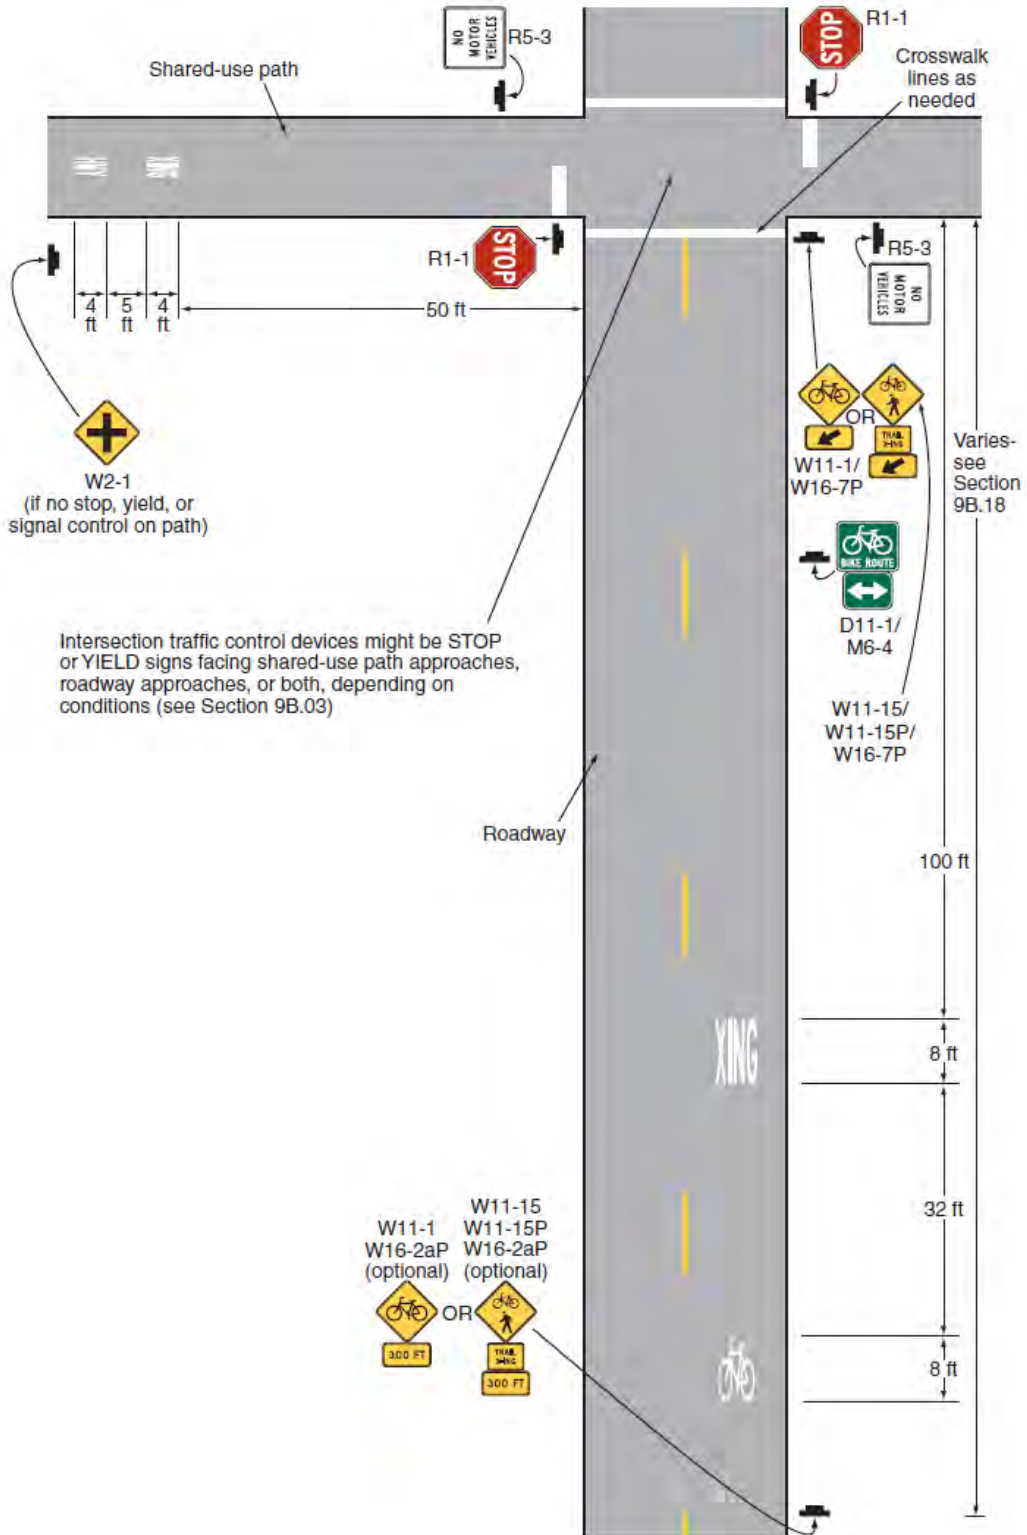 NO
MOTOR
VEHICLES
R5-3
STOP
R1-1
Shared-use path
Crosswalk
lines as
needed
HWY
XING
R1-1
STOP
R5-3
NO
MOTOR
VEHICLES
4
ft
5
ft
4
ft
50 ft
W2-1
(if no stop, yield, or
signal control on path)
OR
TRAIL
X-ING
W11-1/
W16-7P
Varies-
see
Section
9B.18
BIKE ROUTE
D11-1/
M6-4
Intersection traffic control devices might be STOP
or YIELD signs facing shared-use path approaches,
roadway approaches, or both, depending on
conditions (see Section 9B.03)
W11-15/
W11-15P/
W16-7P
Roadway
100 ft
XING
8 ft
32 ft
W11-1
W16-2aP
(optional)
W11-15
W11-15P
W16-2aP
(optional)
OR
300 FT
TRAIL
X-ING
300 FT
8 ft